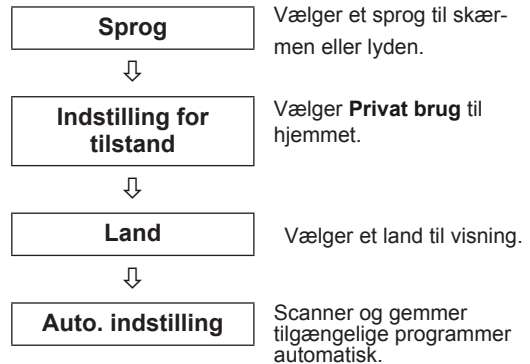 Sprog
Vælger et sprog til skær-
men eller lyden.
Indstilling for
tilstand
Vælger Privat brug til
hjemmet.
Land
Vælger et land til visning.
Auto. indstilling
Scanner og gemmer
tilgængelige programmer
automatisk.